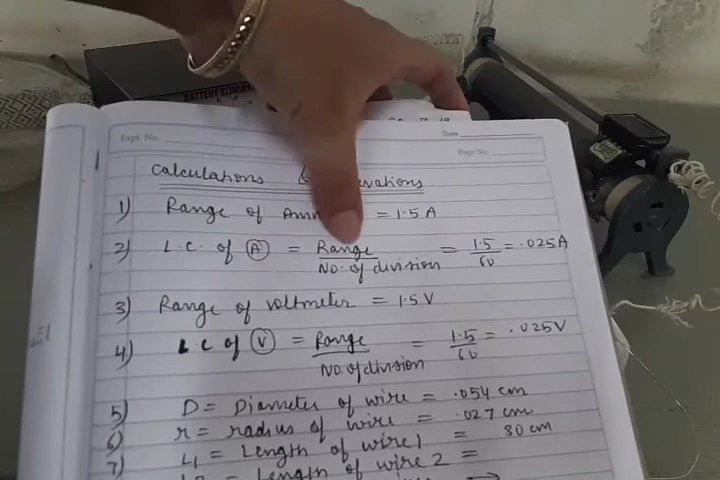 BATTERY ELIMINATOR
Expt. No.
Date
Page No.
Calculations
1) Range of = 1.5 A
2) L.C. of (A) = Range / No. of division = 1.5 / 60 = .025A
3) Range of voltmeter = 1.5 V
4) L.C of (V) = Range / No. of division = 1.5 / 60 = .025V
5) D = Diameter of wire = .054 cm
6) r = radius of wire = .027 cm
7) L1 = Length of wire 1 = 30 cm
Length of wire 2 =